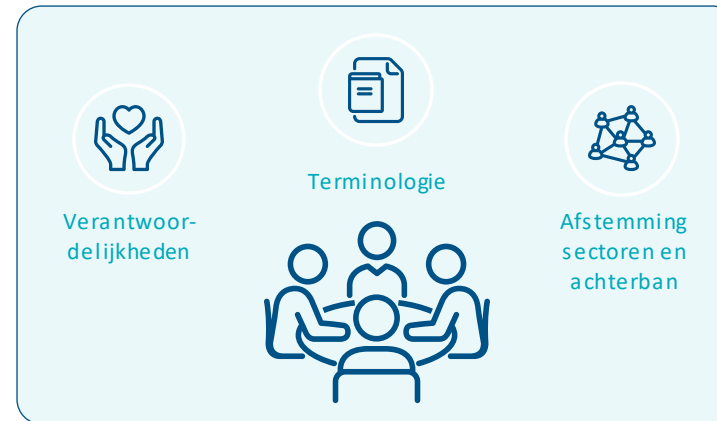 Terminologie
Verantwoor-
delijkheden
Afstemming
sectoren en
achterban